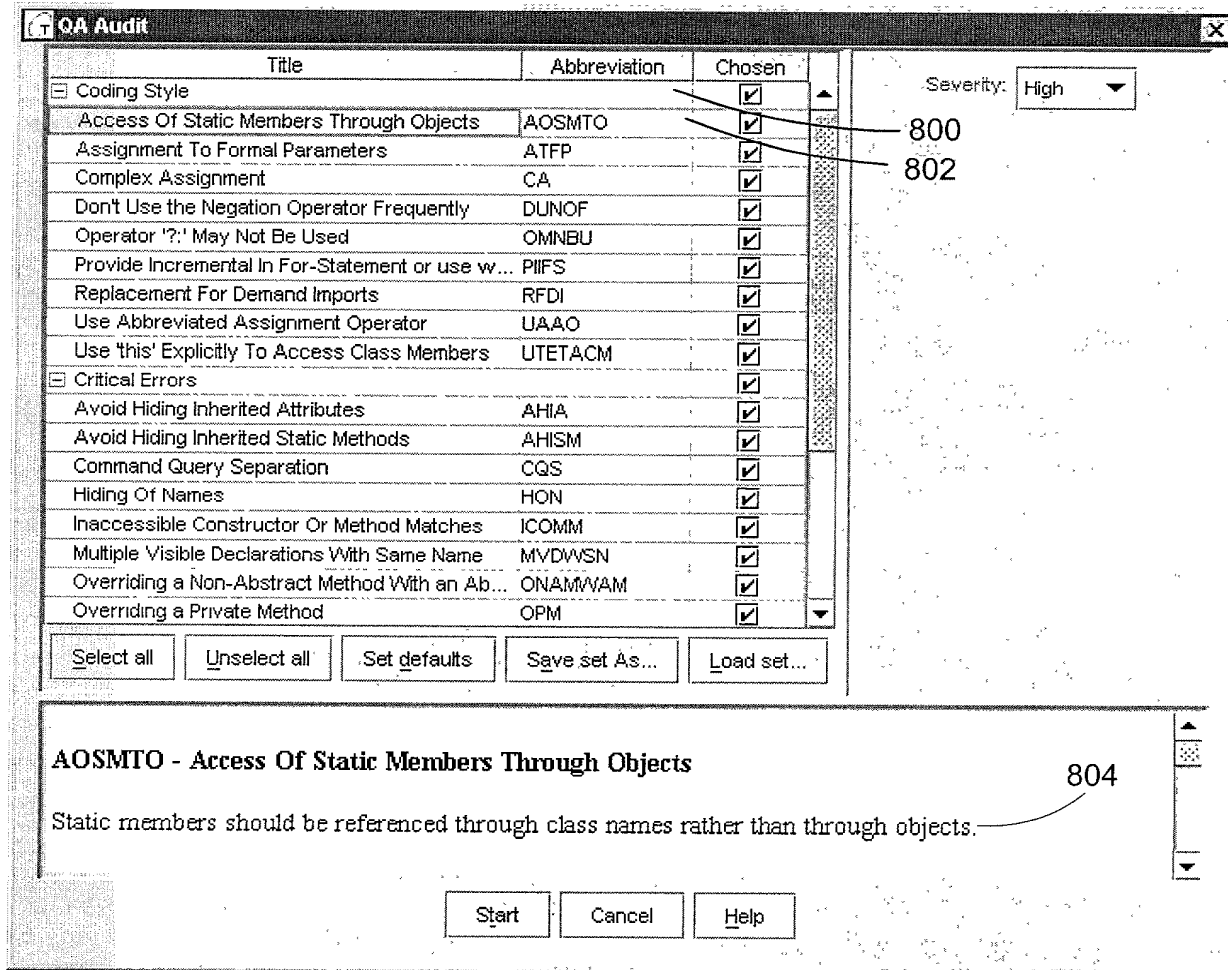 QA Audit
Title Abbreviation Chosen
Coding Style
Access Of Static Members Through Objects AOSMTO
Assignment To Formal Parameters ATFP
Complex Assignment CA
Don't Use the Negation Operator Frequently DUNOF
Operator '?:' May Not Be Used OMNBU
Provide Incremental In For-Statement or use w... PIIFS
Replacement For Demand Imports RFDI
Use Abbreviated Assignment Operator UAAO
Use 'this' Explicitly To Access Class Members UTETACM
Critical Errors
Avoid Hiding Inherited Attributes AHIA
Avoid Hiding Inherited Static Methods AHISM
Command Query Separation CQS
Hiding Of Names HON
Inaccessible Constructor Or Method Matches ICOMM
Multiple Visible Declarations With Same Name MVDWSN
Overriding a Non-Abstract Method With an Ab... ONAMWAM
Overriding a Private Method OPM
Severity: High
800
802
Select all Unselect all Set defaults Save set As... Load set...
AOSMTO - Access Of Static Members Through Objects
804
Static members should be referenced through class names rather than through objects.
Start Cancel Help